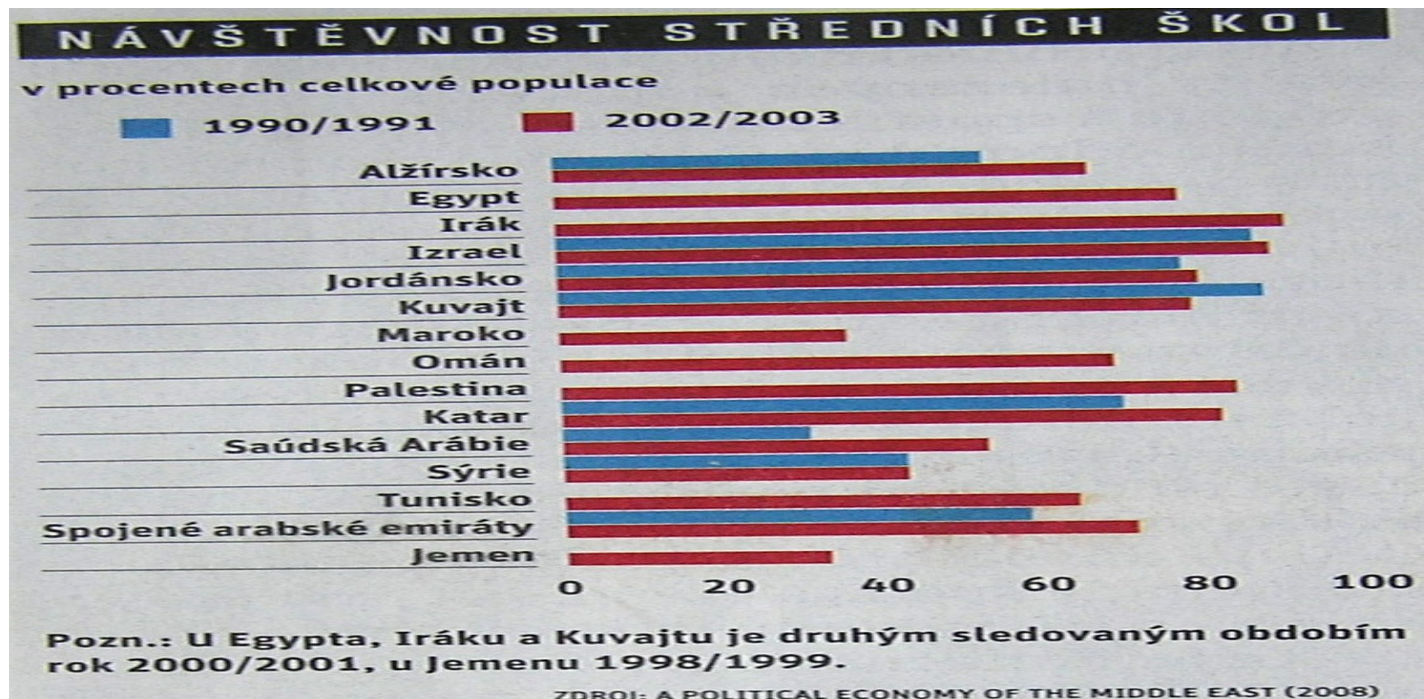 NÁVŠTĚVNOST STŘEDNÍCH ŠKOL
v procentech celkové populace
1990/1991 2002/2003
Alžírsko
Egypt
Irák
Izrael
Jordánsko
Kuvajt
Maroko
Omán
Palestina
Katar
Saúdská Arábie
Sýrie
Tunisko
Spojené arabské emiráty
Jemen
0 20 40 60 80 100
Pozn.: U Egypta, Iráku a Kuvajtu je druhým sledovaným obdobím
rok 2000/2001, u Jemenu 1998/1999.
ZDROJ: A POLITICAL ECONOMY OF THE MIDDLE EAST (2008)